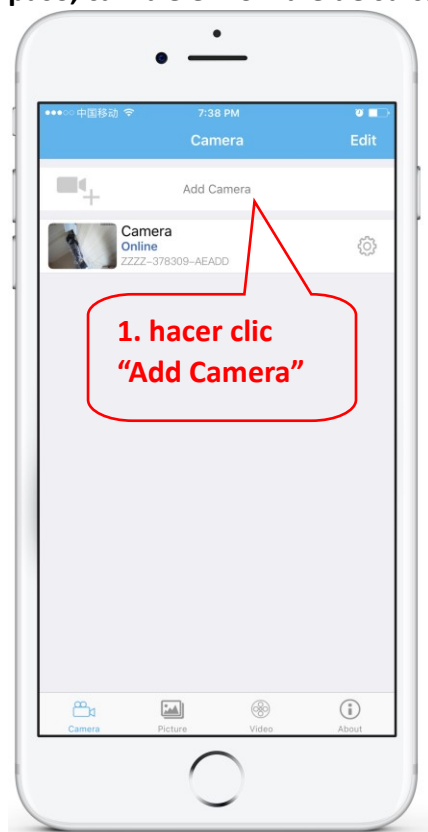 中国移动 7:38 PM
Camera Edit
Add Camera
Camera
Online
ZZZZ-378309-AEADD
1. hacer clic
“Add Camera”
Camera Picture Video About